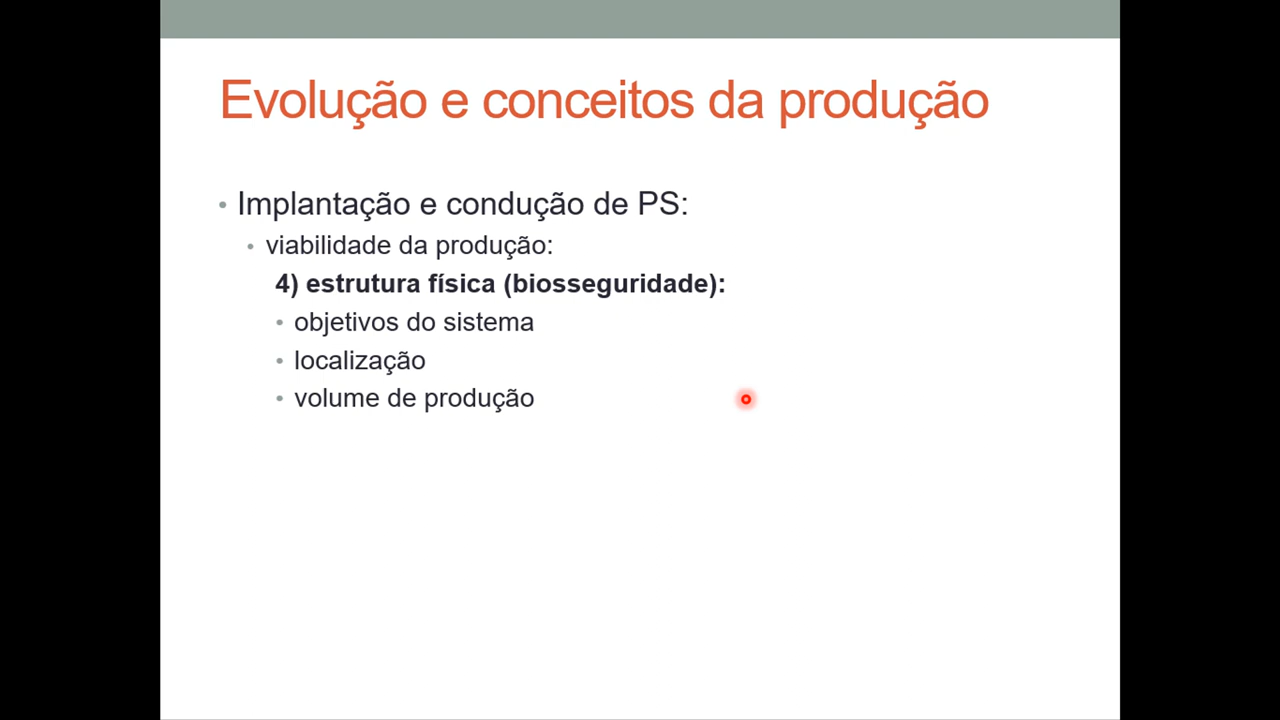 Evolução e conceitos da produção
• Implantação e condução de PS:
• viabilidade da produção:
4) estrutura física (biosseguridade):
• objetivos do sistema
• localização
• volume de produção